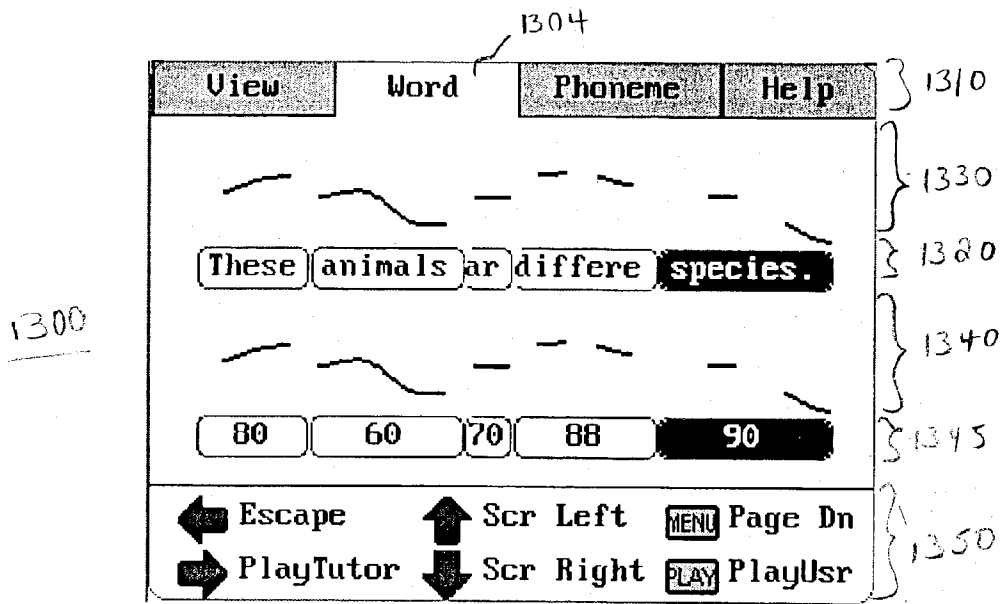 1304
View Word Phoneme Help 1310
1330
These animals ar differe species. 1320
1300
1340
80 60 70 88 90 1345
Escape Scr Left MENU Page Dn
1350
PlayTutor Scr Right PLAY PlayUsr